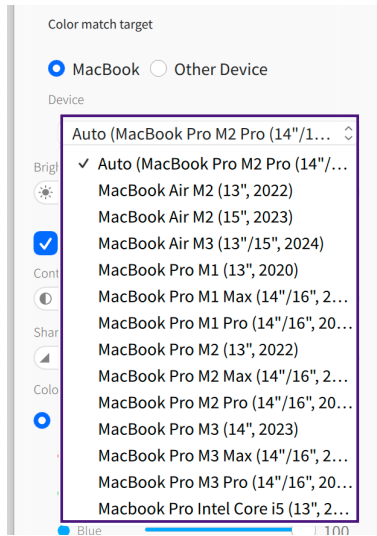 Color match target
MacBook Other Device
Device
Auto (MacBook Pro M2 Pro (14"/1...
Auto (MacBook Pro M2 Pro (14"/...
Brigh
MacBook Air M2 (13", 2022)
MacBook Air M2 (15", 2023)
MacBook Air M3 (13"/15", 2024)
MacBook Pro M1 (13", 2020)
Cont
MacBook Pro M1 Max (14"/16", 2...
MacBook Pro M1 Pro (14"/16", 20...
Shar
MacBook Pro M2 (13", 2022)
MacBook Pro M2 Max (14"/16", 2...
Colo
MacBook Pro M2 Pro (14"/16", 20...
MacBook Pro M3 (14", 2023)
MacBook Pro M3 Max (14"/16", 2...
MacBook Pro M3 Pro (14"/16", 20...
Macbook Pro Intel Core i5 (13", 2...
Blue 100